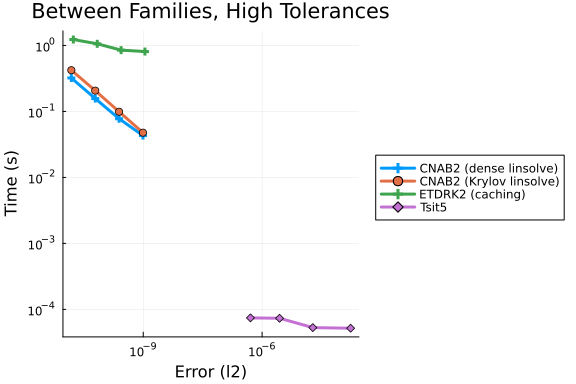 Between Families, High Tolerances
10⁰
10⁻¹
10⁻²
10⁻³
10⁻⁴
Time (s)
10⁻⁹
10⁻⁶
Error (l2)
CNAB2 (dense linsolve)
CNAB2 (Krylov linsolve)
ETDRK2 (caching)
Tsit5